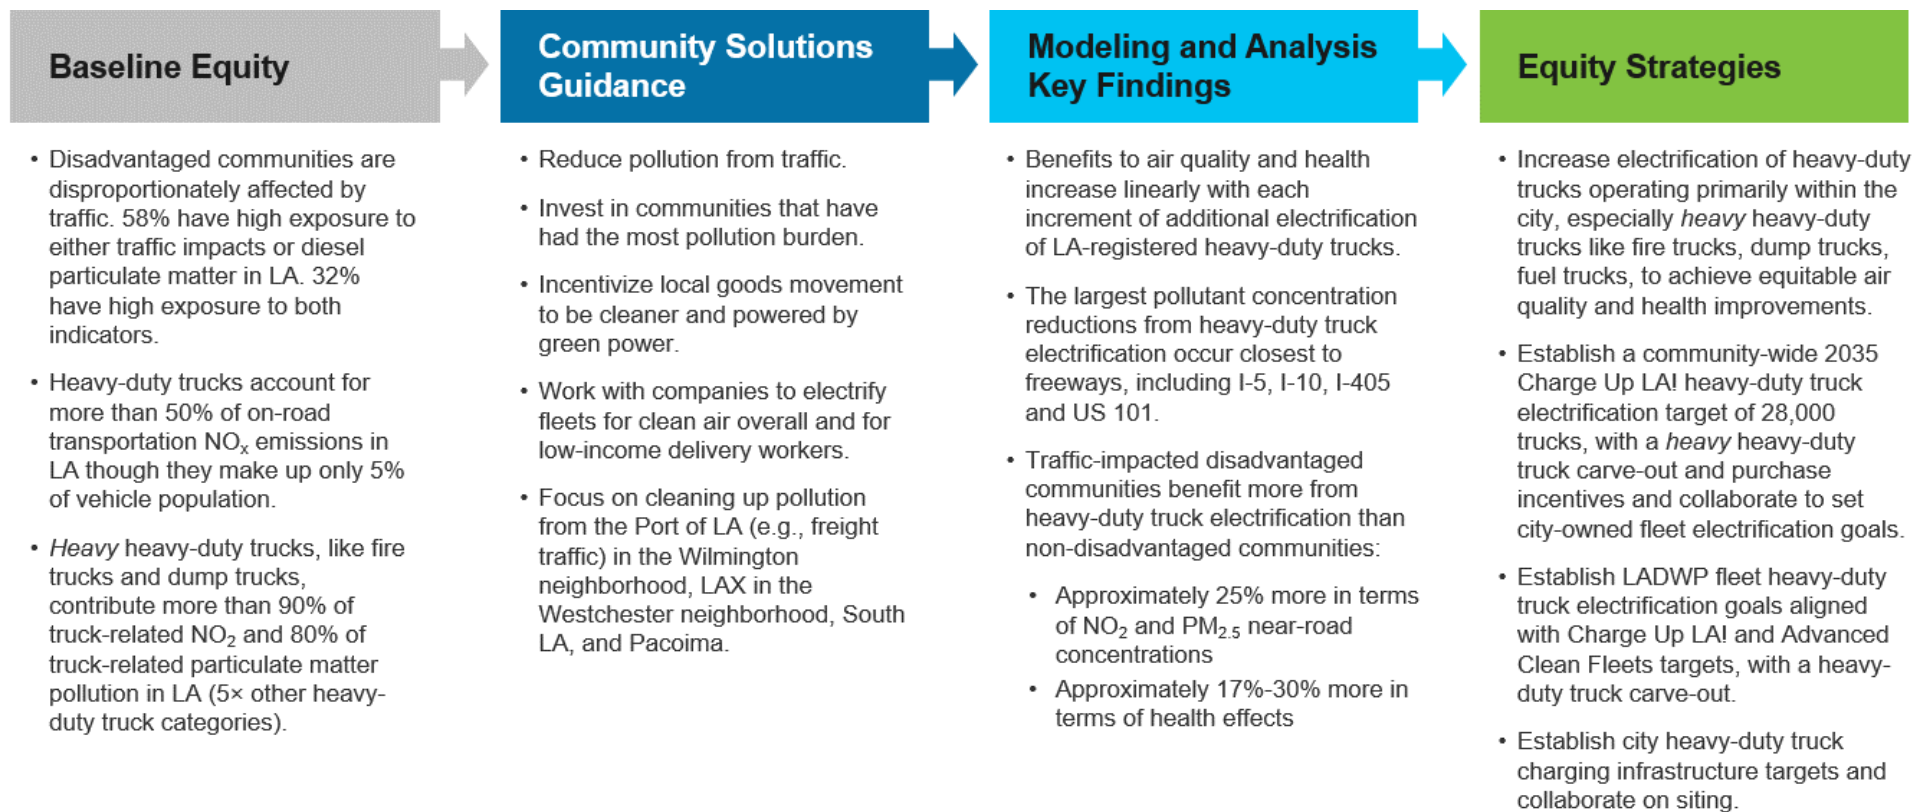 Baseline Equity
• Disadvantaged communities are
disproportionately affected by
traffic. 58% have high exposure to
either traffic impacts or diesel
particulate matter in LA. 32%
have high exposure to both
indicators.
• Heavy-duty trucks account for
more than 50% of on-road
transportation NOx emissions in
LA though they make up only 5%
of vehicle population.
• Heavy heavy-duty trucks, like fire
trucks and dump trucks,
contribute more than 90% of
truck-related NO2 and 80% of
truck-related particulate matter
pollution in LA (5× other heavy-
duty truck categories).
Community Solutions
Guidance
• Reduce pollution from traffic.
• Invest in communities that have
had the most pollution burden.
• Incentivize local goods movement
to be cleaner and powered by
green power.
• Work with companies to electrify
fleets for clean air overall and for
low-income delivery workers.
• Focus on cleaning up pollution
from the Port of LA (e.g., freight
traffic) in the Wilmington
neighborhood, LAX in the
Westchester neighborhood, South
LA, and Pacoima.
Modeling and Analysis
Key Findings
• Benefits to air quality and health
increase linearly with each
increment of additional electrification
of LA-registered heavy-duty trucks.
• The largest pollutant concentration
reductions from heavy-duty truck
electrification occur closest to
freeways, including I-5, I-10, I-405
and US 101.
• Traffic-impacted disadvantaged
communities benefit more from
heavy-duty truck electrification than
non-disadvantaged communities:
• Approximately 25% more in terms
of NO2 and PM2.5 near-road
concentrations
• Approximately 17%-30% more in
terms of health effects
Equity Strategies
• Increase electrification of heavy-duty
trucks operating primarily within the
city, especially heavy heavy-duty
trucks like fire trucks, dump trucks,
fuel trucks, to achieve equitable air
quality and health improvements.
• Establish a community-wide 2035
Charge Up LA! heavy-duty truck
electrification target of 28,000
trucks, with a heavy heavy-duty
truck carve-out and purchase
incentives and collaborate to set
city-owned fleet electrification goals.
• Establish LADWP fleet heavy-duty
truck electrification goals aligned
with Charge Up LA! and Advanced
Clean Fleets targets, with a heavy-
duty truck carve-out.
• Establish city heavy-duty truck
charging infrastructure targets and
collaborate on siting.